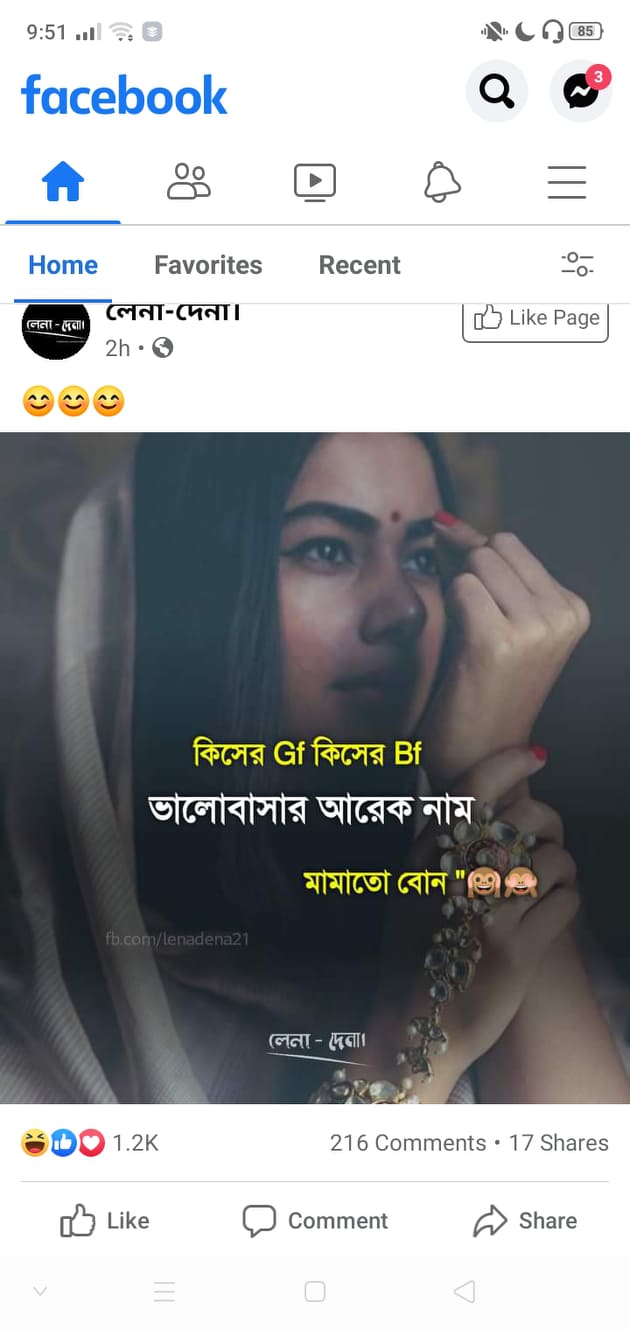 9:51
85
facebook
3
Home Favorites Recent
লেনা-দেনা।
লেনা - দেনা।
Like Page
2h •
😊😊😊
কিসের Gf কিসের Bf
ভালোবাসার আরেক নাম
মামাতো বোন "🙉🙈
fb.com/lenadena21
লেনা - দেনা।
1.2K 216 Comments • 17 Shares
Like Comment Share